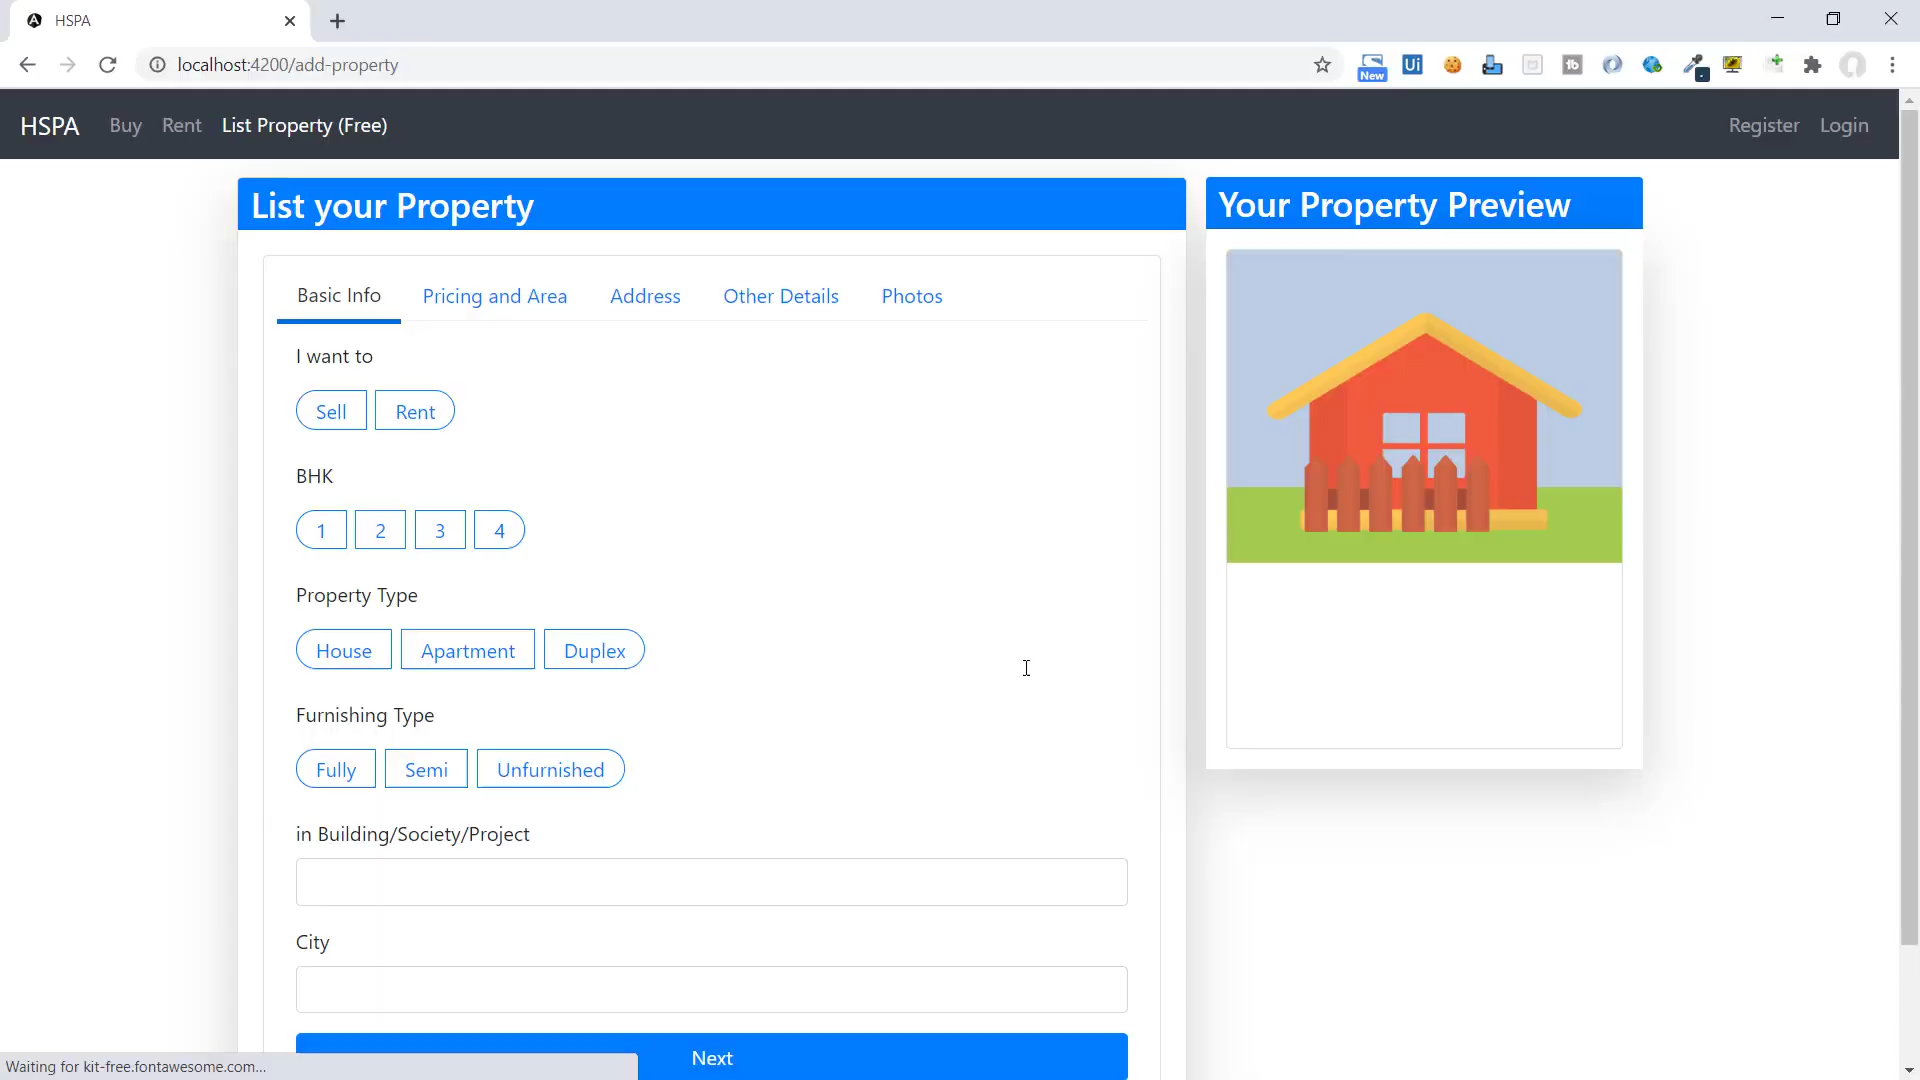 HSPA
localhost:4200/add-property
New
Ui
HSPA Buy Rent List Property (Free) Register Login
List your Property
Your Property Preview
Basic Info Pricing and Area Address Other Details Photos
I want to
Sell Rent
BHK
1 2 3 4
Property Type
House Apartment Duplex
Furnishing Type
Fully Semi Unfurnished
in Building/Society/Project
City
Next
Waiting for kit-free.fontawesome.com...